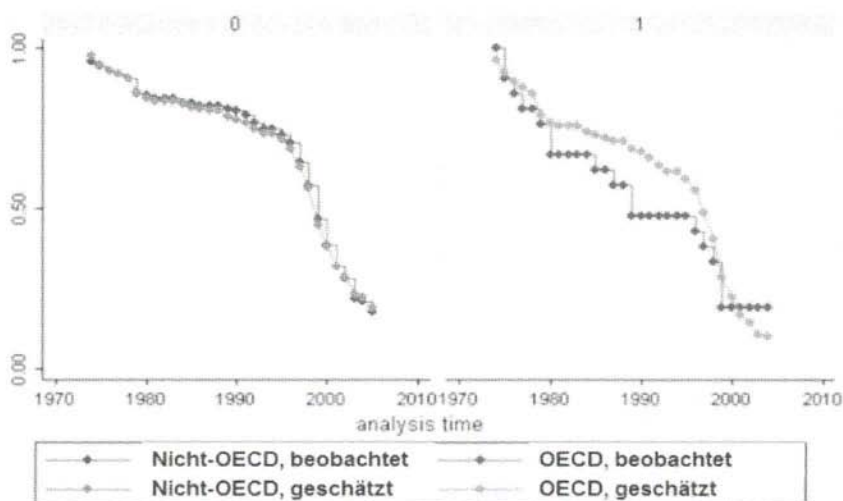 0 1
1.00
0.50
0.00
1970 1980 1990 2000 2010 1970 1980 1990 2000 2010
analysis time
Nicht-OECD, beobachtet OECD, beobachtet
Nicht-OECD, geschätzt OECD, geschätzt